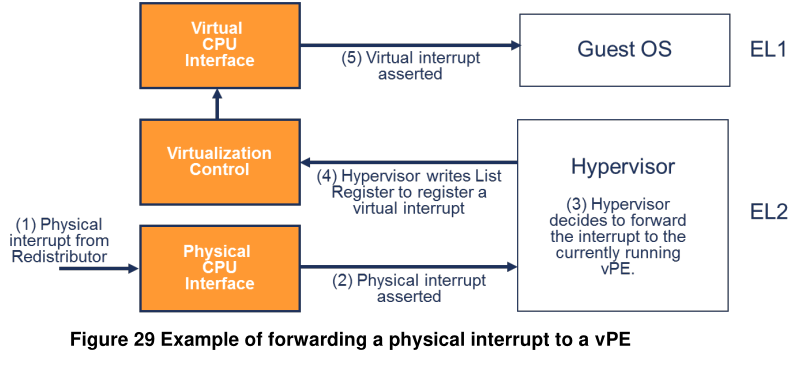 Virtual
CPU
Interface
(5) Virtual interrupt
asserted
Guest OS
EL1
Virtualization
Control
(4) Hypervisor writes List
Register to register a
virtual interrupt
Hypervisor
(3) Hypervisor
decides to forward
the interrupt to the
currently running
vPE.
EL2
(1) Physical
interrupt from
Redistributor
Physical
CPU
Interface
(2) Physical interrupt
asserted
Figure 29 Example of forwarding a physical interrupt to a vPE